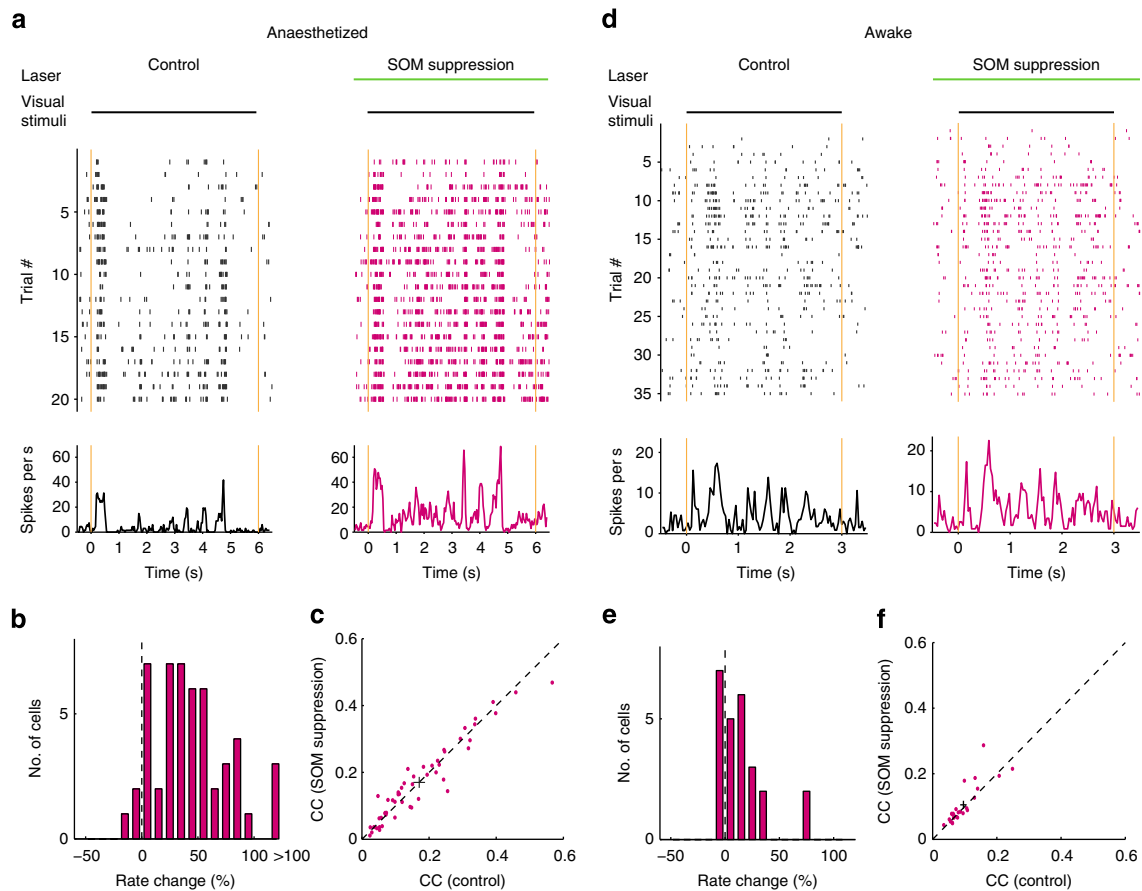 a
Anaesthetized
Control
SOM suppression
Laser
Visual
stimuli
Trial #
5
10
15
20
Spikes per s
60
40
20
0
0 1 2 3 4 5 6
Time (s)
60
40
20
0
0 1 2 3 4 5 6
Time (s)
d
Awake
Control
SOM suppression
Laser
Visual
stimuli
Trial #
5
10
15
20
25
30
35
Spikes per s
20
10
0
0 1 2 3
Time (s)
20
10
0
0 1 2 3
Time (s)
b
No. of cells
5
0
−50 0 50 >100
Rate change (%)
c
CC (SOM suppression)
0.6
0.4
0.2
0
0 0.2 0.4 0.6
CC (control)
e
No. of cells
5
0
−50 0 50 100
Rate change (%)
f
CC (SOM suppression)
0.6
0.4
0.2
0
0 0.2 0.4 0.6
CC (control)